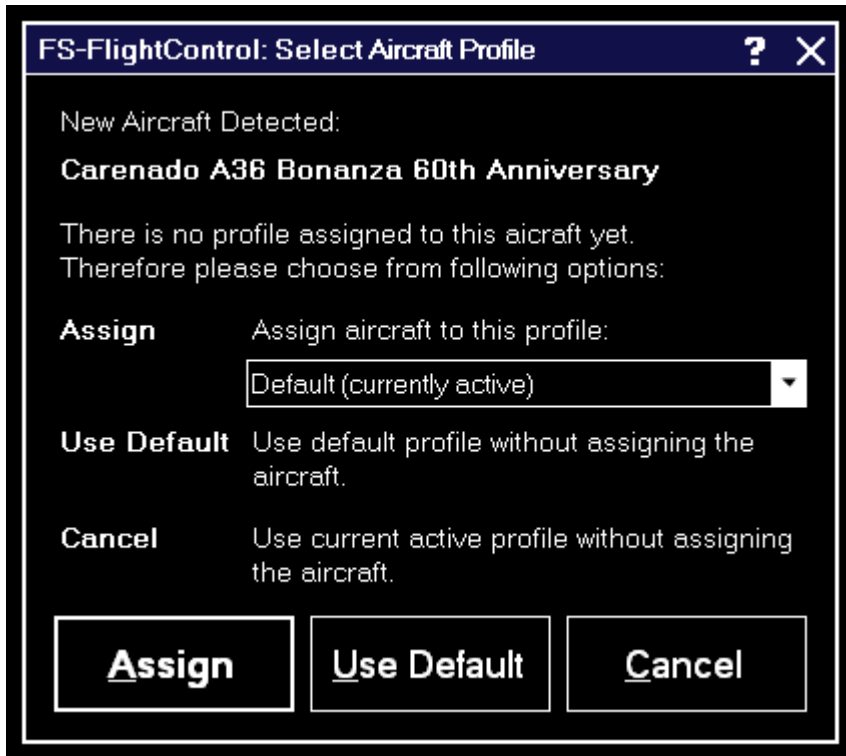 FS-FlightControl: Select Aircraft Profile ?
New Aircraft Detected:
Carenado A36 Bonanza 60th Anniversary
There is no profile assigned to this aicraft yet.
Therefore please choose from following options:
Assign Assign aircraft to this profile:
Default (currently active)
Use Default Use default profile without assigning the
aircraft.
Cancel Use current active profile without assigning
the aircraft.
Assign Use Default Cancel